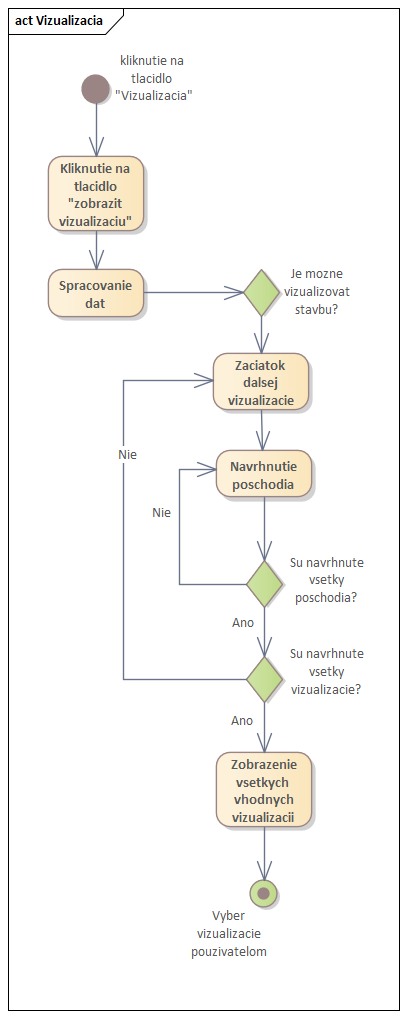 act Vizualizacia
kliknutie na
tlacidlo
"Vizualizacia"
Kliknutie na
tlacidlo
"zobrazit
vizualizaciu"
Spracovanie
dat
Je mozne
vizualizovat
stavbu?
Zaciatok
dalsej
vizualizacie
Nie
Navrhnutie
poschodia
Nie
Su navrhnute
vsetky
poschodia?
Ano
Su navrhnute
vsetky
vizualizacie?
Ano
Zobrazenie
vsetkych
vhodnych
vizualizacii
Vyber
vizualizacie
pouzivatelom